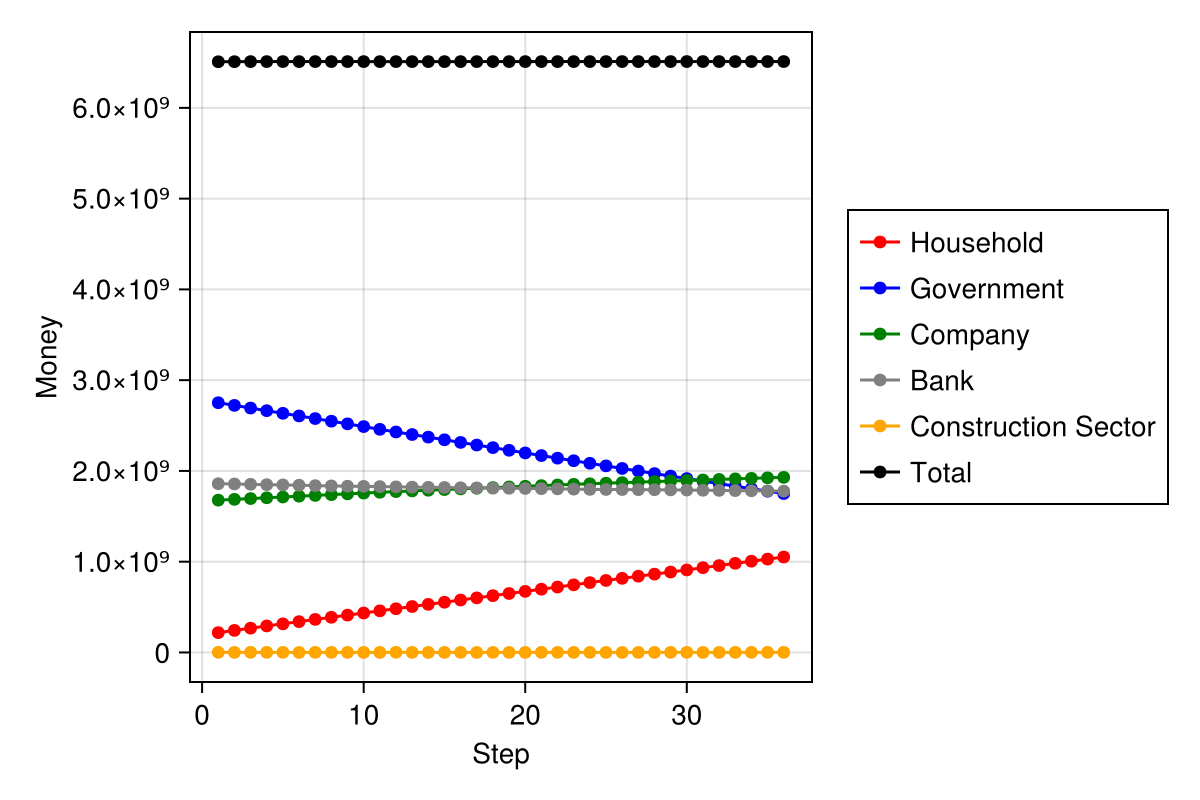 6.0×10⁹
5.0×10⁹
4.0×10⁹
3.0×10⁹
2.0×10⁹
1.0×10⁹
0
Money
0 10 20 30
Step
Household
Government
Company
Bank
Construction Sector
Total